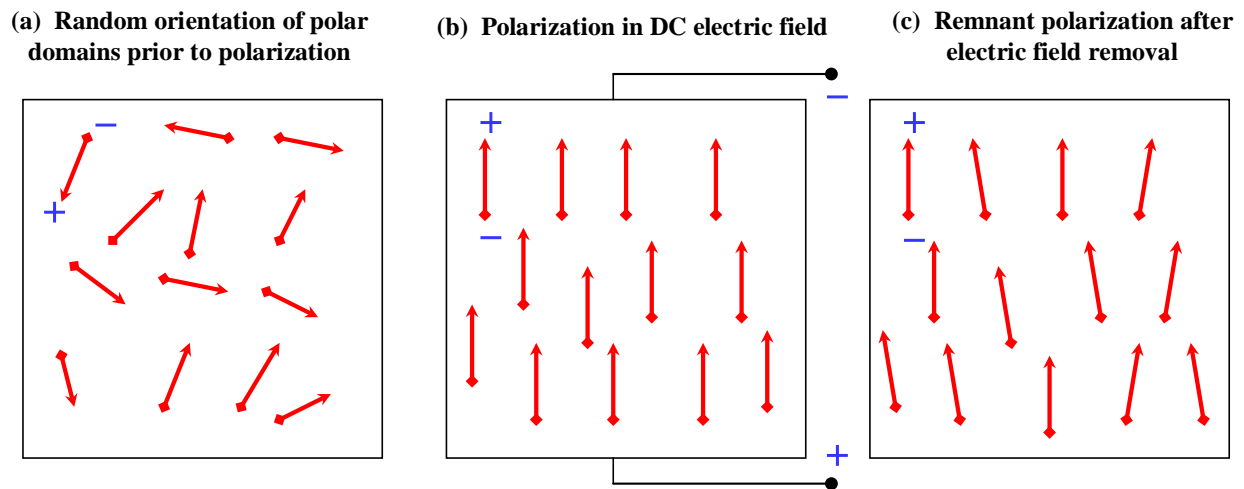 (a) Random orientation of polar
domains prior to polarization
(b) Polarization in DC electric field
(c) Remnant polarization after
electric field removal
−
+
+
−
−
+
+
−